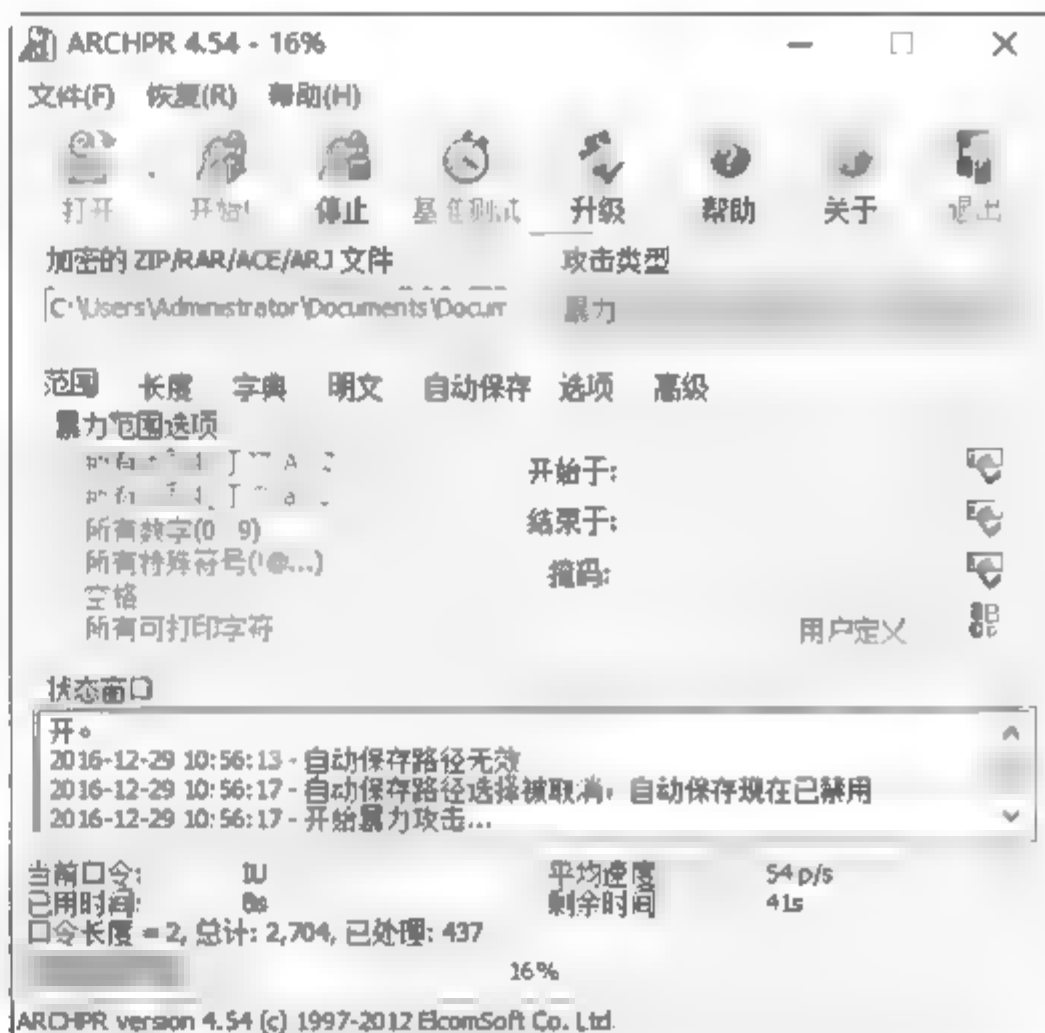 ARCHPR 4.54 - 16%
文件(F) 恢复(R) 帮助(H)
打开 开始! 停止 基准测试 升级 帮助 关于 退出
加密的 ZIP/RAR/ACE/ARJ 文件 攻击类型
C:\Users\Administrator\Documents\Docum 暴力
范围 长度 字典 明文 自动保存 选项 高级
暴力范围选项
开始于:
结束于:
所有数字(0 9)
所有特殊符号(!@...) 掩码:
空格
所有可打印字符 用户定义
状态窗口
开。
2016-12-29 10:56:13 - 自动保存路径无效
2016-12-29 10:56:17 - 自动保存路径选择被取消，自动保存现在已禁用
2016-12-29 10:56:17 - 开始暴力攻击...
当前口令: 平均速度 54 p/s
已用时间: 8s 剩余时间 41s
口令长度 = 2, 总计: 2,704, 已处理: 437
16%
ARCHPR version 4.54 (c) 1997-2012 ElcomSoft Co. Ltd.